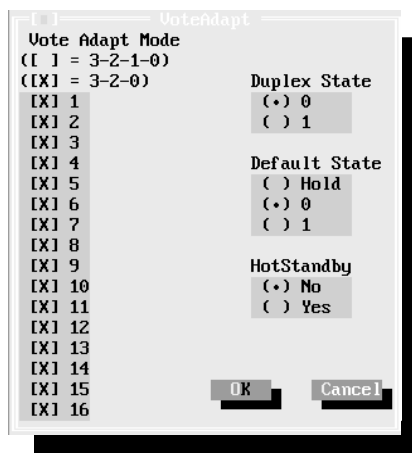 [■] VoteAdapt
Vote Adapt Mode
([ ] = 3-2-1-0)
([X] = 3-2-0)
[X] 1
[X] 2
[X] 3
[X] 4
[X] 5
[X] 6
[X] 7
[X] 8
[X] 9
[X] 10
[X] 11
[X] 12
[X] 13
[X] 14
[X] 15
[X] 16
Duplex State
(•) 0
( ) 1
Default State
( ) Hold
(•) 0
( ) 1
HotStandby
(•) No
( ) Yes
OK
Cancel